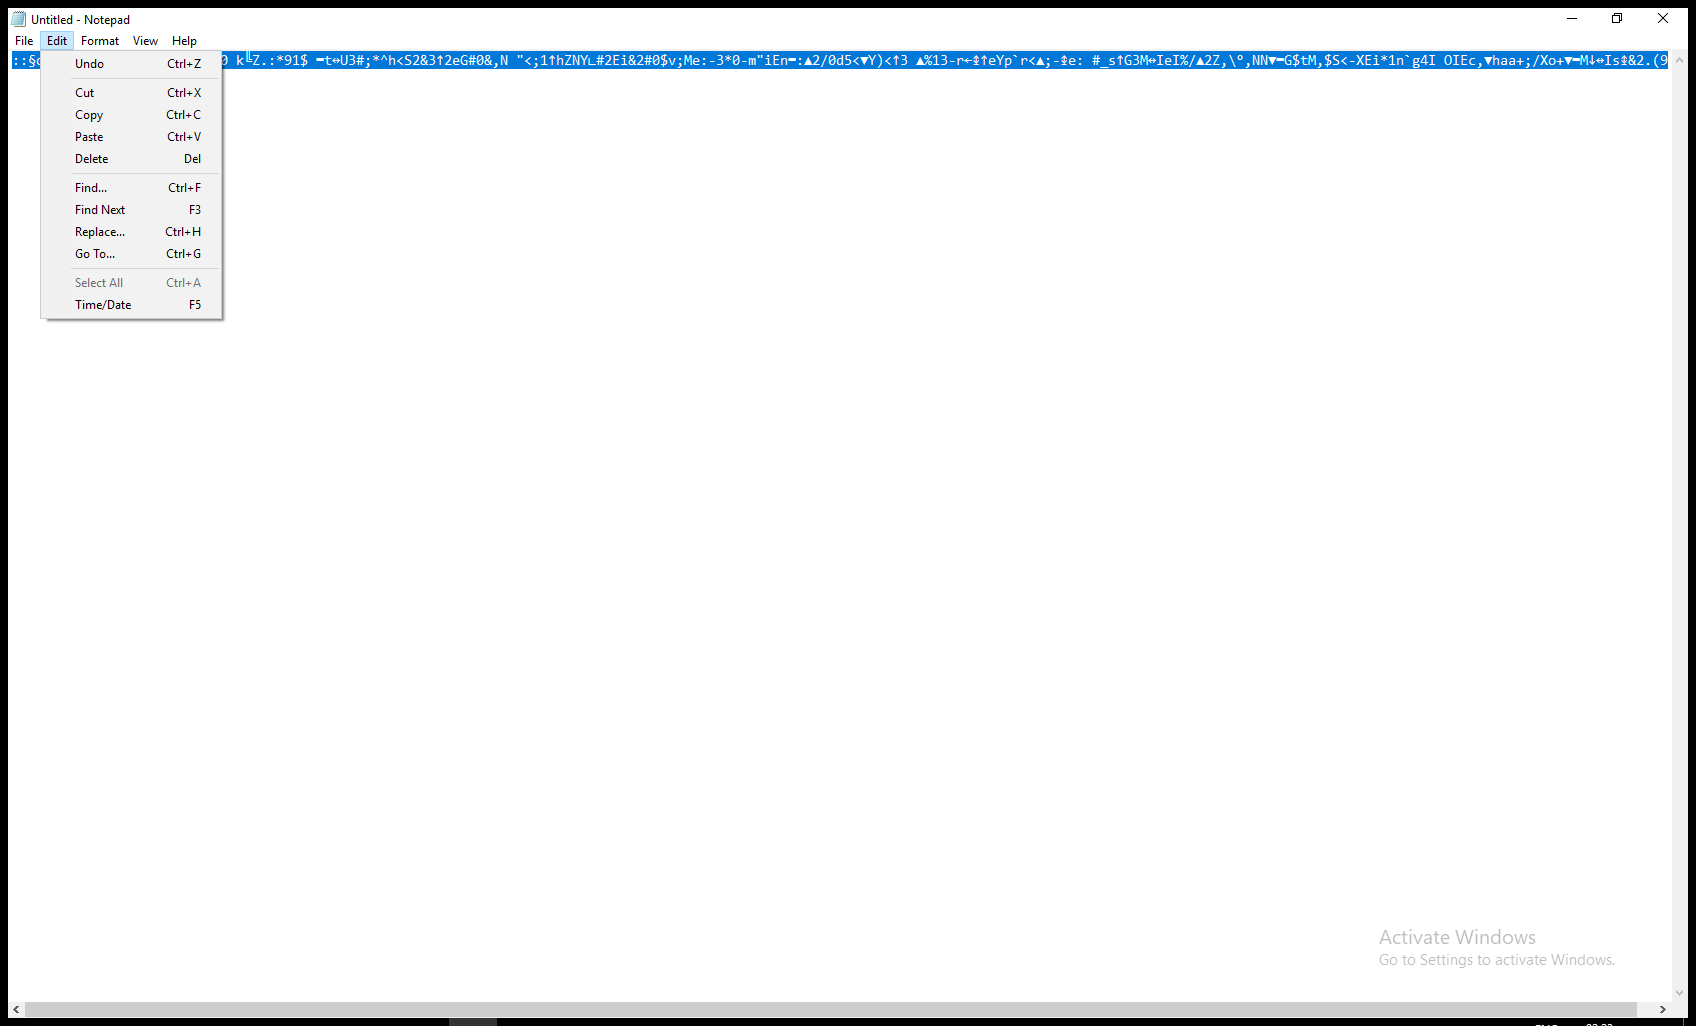 Untitled - Notepad
File Edit Format View Help
k╚Z.:*91$ ▬t↔U3#;*^h<S2&3↑2eG#0&,N "<;1↑hZNY∟#2Ei&2#0$v;Me:-3*0-m"iEn▬:▲2/0d5<▼Y)<↑3 ▲%13-r←↨↑eYp`r<▲;-↨e: #_s↑G3M↔IeI%/▲2Z,\º,NN▼▬G$tM,$S<-XEi*1n`g4I OIEc,▼haa+;/Xo+▼▬M↓↔Is↨&2.(9
Undo Ctrl+Z
Cut Ctrl+X
Copy Ctrl+C
Paste Ctrl+V
Delete Del
Find... Ctrl+F
Find Next F3
Replace... Ctrl+H
Go To... Ctrl+G
Select All Ctrl+A
Time/Date F5
Activate Windows
Go to Settings to activate Windows.